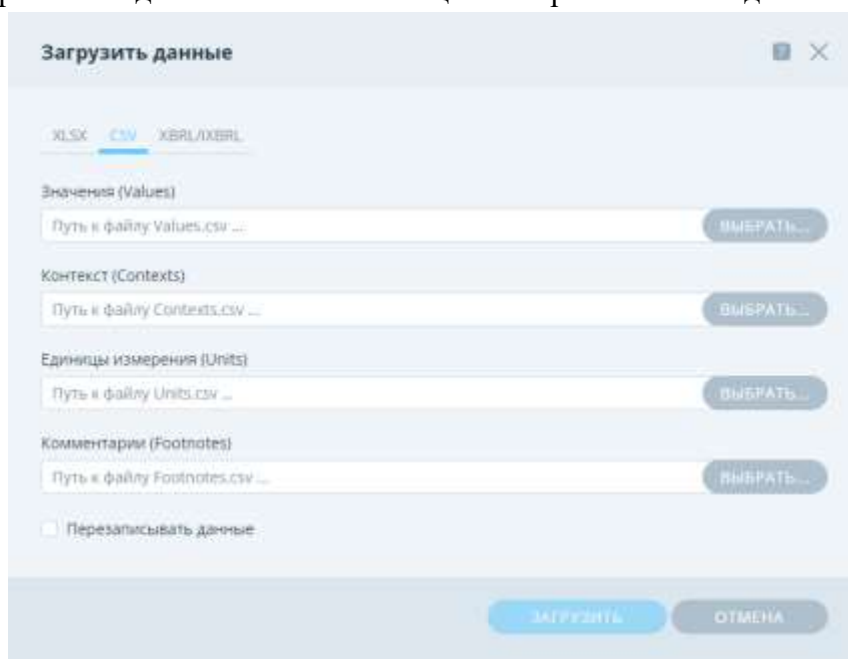 Загрузить данные
?
XLSX CSV XBRL/IXBRL
Значения (Values)
Путь к файлу Values.csv ...
ВЫБРАТЬ...
Контекст (Contexts)
Путь к файлу Contexts.csv ...
ВЫБРАТЬ...
Единицы измерения (Units)
Путь к файлу Units.csv ...
ВЫБРАТЬ...
Комментарии (Footnotes)
Путь к файлу Footnotes.csv ...
ВЫБРАТЬ...
Перезаписывать данные
ЗАГРУЗИТЬ ОТМЕНА